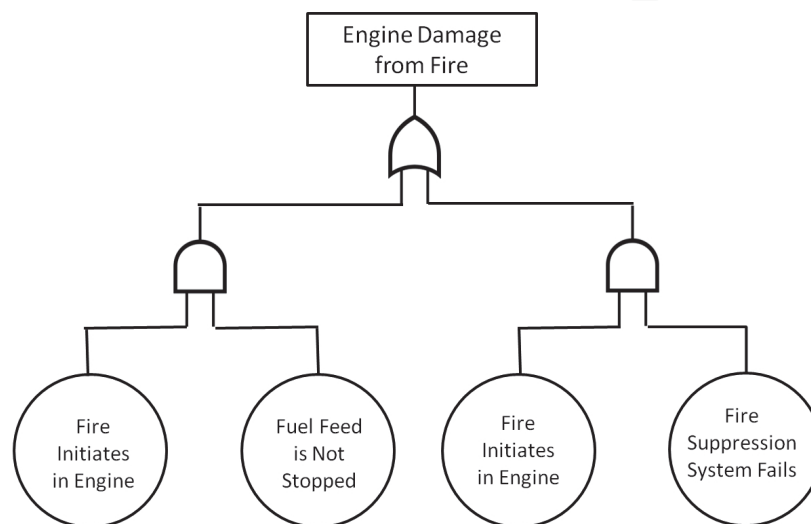 Engine Damage
from Fire
Fire
Initiates
in Engine
Fuel Feed
is Not
Stopped
Fire
Initiates
in Engine
Fire
Suppression
System Fails